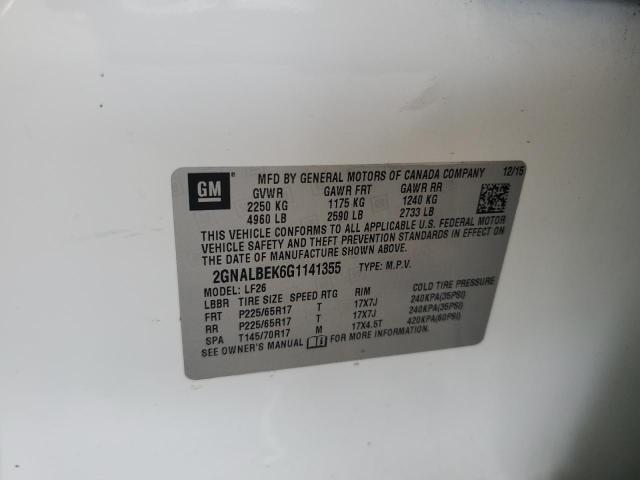 GM
MFD BY GENERAL MOTORS OF CANADA COMPANY 12/15
GVWR GAWR FRT GAWR RR
2250 KG 1175 KG 1240 KG
4960 LB 2590 LB 2733 LB
THIS VEHICLE CONFORMS TO ALL APPLICABLE U.S. FEDERAL MOTOR
VEHICLE SAFETY AND THEFT PREVENTION STANDARDS IN EFFECT ON
THE DATE OF MANUFACTURE SHOWN ABOVE.
2GNALBEK6G1141355 TYPE: M.P.V.
MODEL: LF26
LBBR TIRE SIZE SPEED RTG RIM COLD TIRE PRESSURE
FRT P225/65R17 T 17X7J 240KPA(35PSI)
RR P225/65R17 T 17X7J 240KPA(35PSI)
SPA T145/70R17 M 17X4.5T 420KPA(60PSI)
SEE OWNER'S MANUAL FOR MORE INFORMATION.